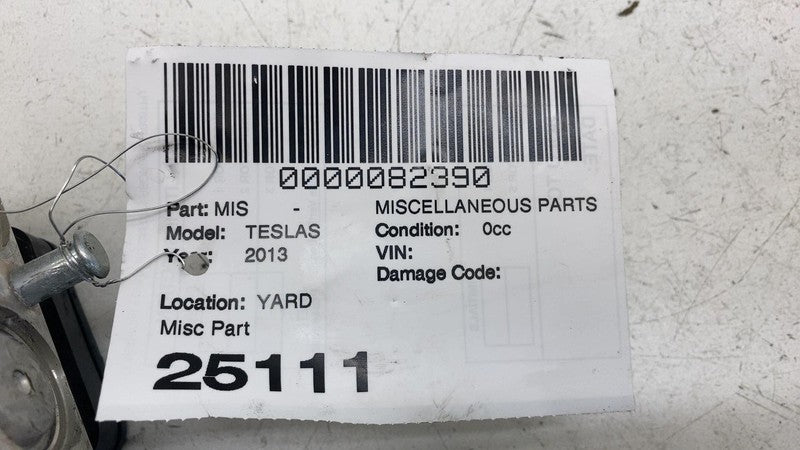 0000082390
Part: MIS - MISCELLANEOUS PARTS
Model: TESLAS Condition: 0cc
Year: 2013 VIN:
Damage Code:
Location: YARD
Misc Part
25111